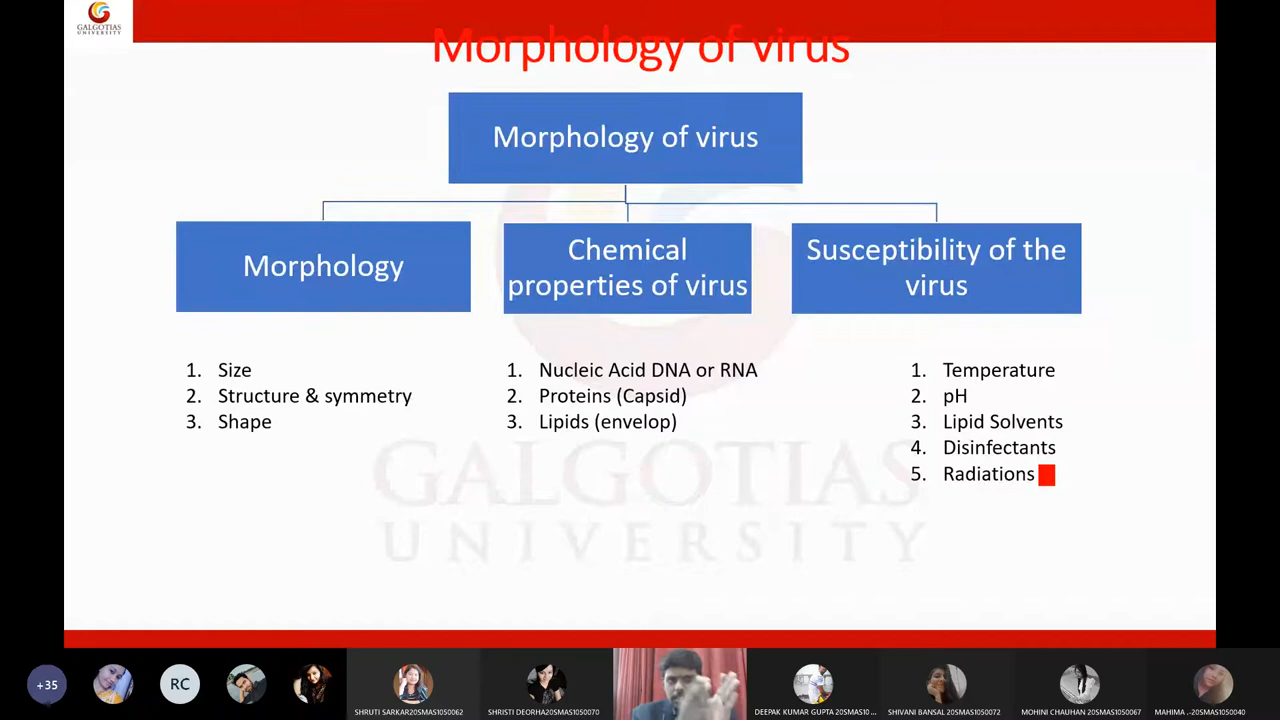 GALGOTIAS
UNIVERSITY
Morphology of virus
Morphology of virus
Morphology
Chemical
properties of virus
Susceptibility of the
virus
1. Size
2. Structure & symmetry
3. Shape
1. Nucleic Acid DNA or RNA
2. Proteins (Capsid)
3. Lipids (envelop)
1. Temperature
2. pH
3. Lipid Solvents
4. Disinfectants
5. Radiations
GALGOTIAS
UNIVERSITY
+35
RC
SHRUTI SARKAR20SMAS1050062
SHRISTI DEORHA20SMAS1050070
DEEPAK KUMAR GUPTA 20SMAS10 ...
SHIVANI BANSAL 20SMAS1050072
MOHINI CHAUHAN 20SMAS1050067
MAHIMA .-20SMAS1050040